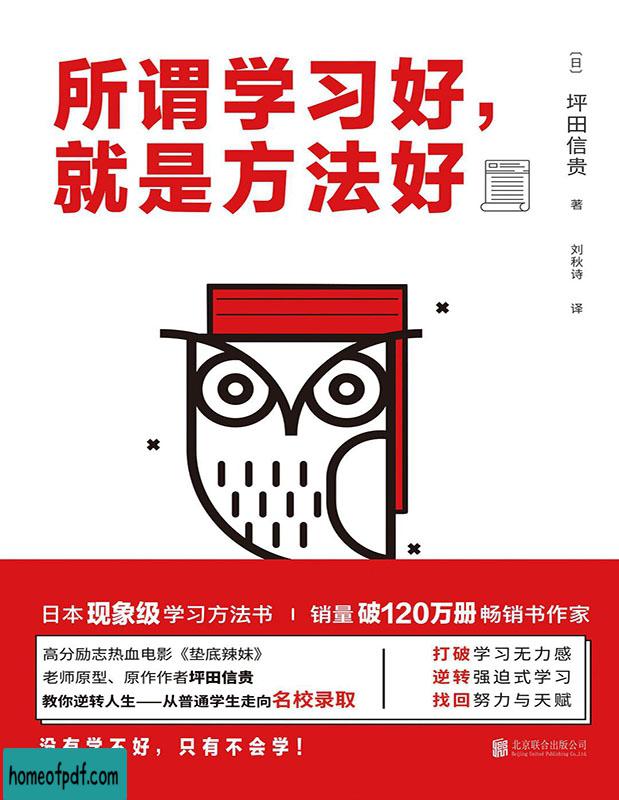 所谓学习好，
就是方法好
〔日〕坪田信贵 著 刘秋诗 译
日本现象级学习方法书 | 销量破120万册畅销书作家
高分励志热血电影《垫底辣妹》
老师原型、原作作者坪田信贵
教你逆转人生——从普通学生走向名校录取
打破学习无力感
逆转强迫式学习
找回努力与天赋
没有学不好，只有不会学！
北京联合出版公司
Beijing United Publishing Co.,Ltd.
homeofpdf.com